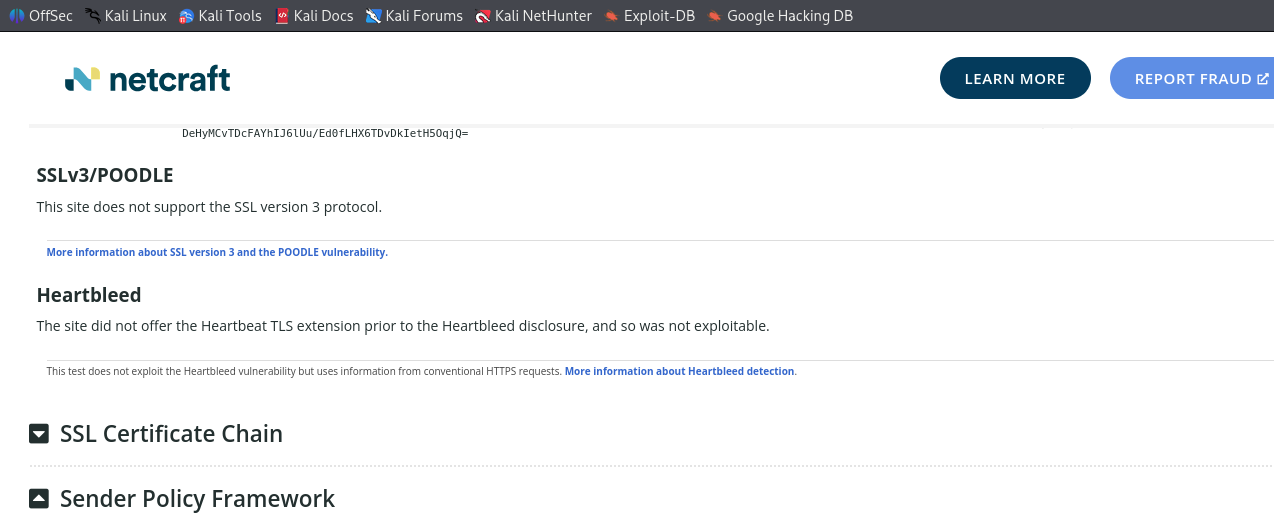 OffSec Kali Linux Kali Tools Kali Docs Kali Forums Kali NetHunter Exploit-DB Google Hacking DB
netcraft LEARN MORE REPORT FRAUD
DeHyMCvTDcFAYhIJ6lUu/Ed0fLHX6TDvDkIetH5OqjQ=
SSLv3/POODLE
This site does not support the SSL version 3 protocol.
More information about SSL version 3 and the POODLE vulnerability.
Heartbleed
The site did not offer the Heartbeat TLS extension prior to the Heartbleed disclosure, and so was not exploitable.
This test does not exploit the Heartbleed vulnerability but uses information from conventional HTTPS requests. More information about Heartbleed detection.
SSL Certificate Chain
Sender Policy Framework